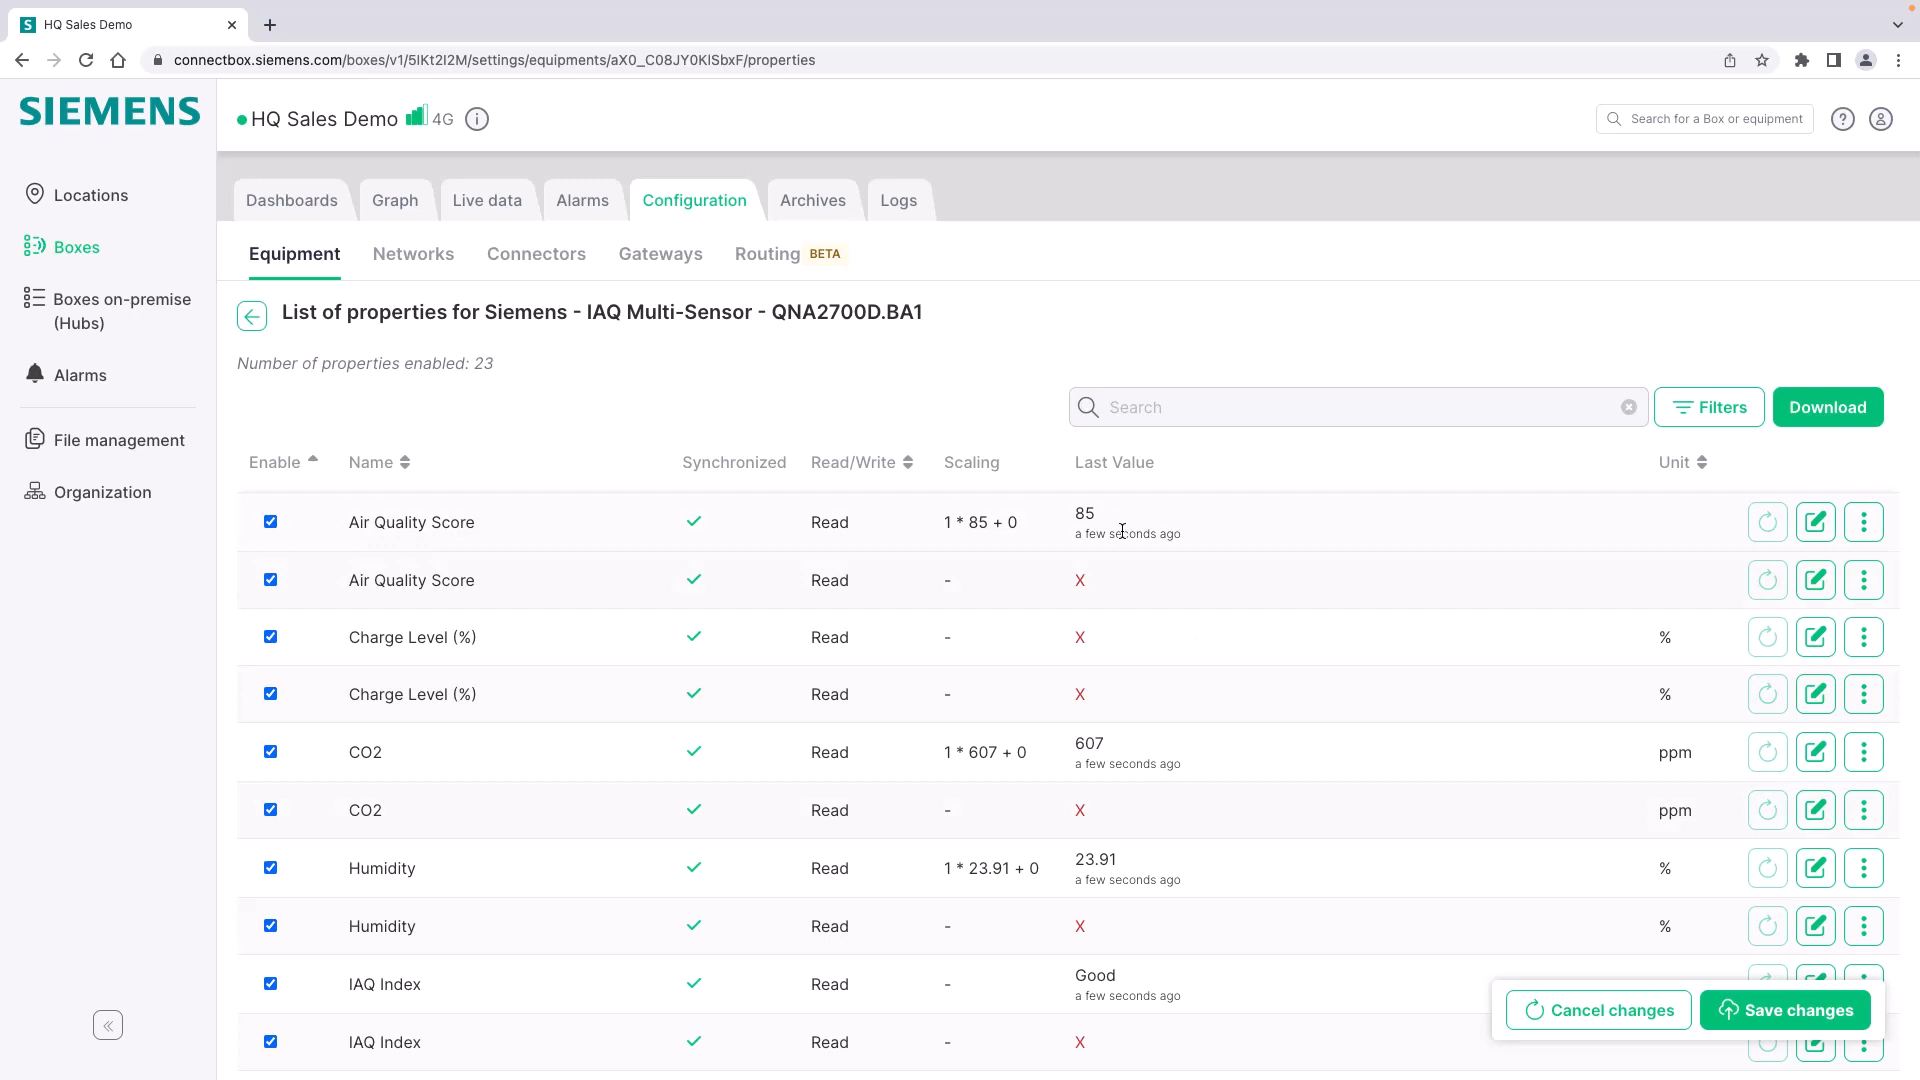 S HQ Sales Demo
connectbox.siemens.com/boxes/v1/5IKt2I2M/settings/equipments/aX0_C08JY0KlSbxF/properties
SIEMENS
HQ Sales Demo 4G
Search for a Box or equipment
Locations
Boxes
Boxes on-premise
(Hubs)
Alarms
File management
Organization
Dashboards Graph Live data Alarms Configuration Archives Logs
Equipment Networks Connectors Gateways Routing BETA
List of properties for Siemens - IAQ Multi-Sensor - QNA2700D.BA1
Number of properties enabled: 23
Search Filters Download
Enable Name Synchronized Read/Write Scaling Last Value Unit
Air Quality Score Read 1 * 85 + 0 85
a few seconds ago
Air Quality Score Read - X
Charge Level (%) Read - X %
Charge Level (%) Read - X %
CO2 Read 1 * 607 + 0 607 ppm
a few seconds ago
CO2 Read - X ppm
Humidity Read 1 * 23.91 + 0 23.91 %
a few seconds ago
Humidity Read - X %
IAQ Index Read - Good
a few seconds ago
IAQ Index Read - X
Cancel changes Save changes